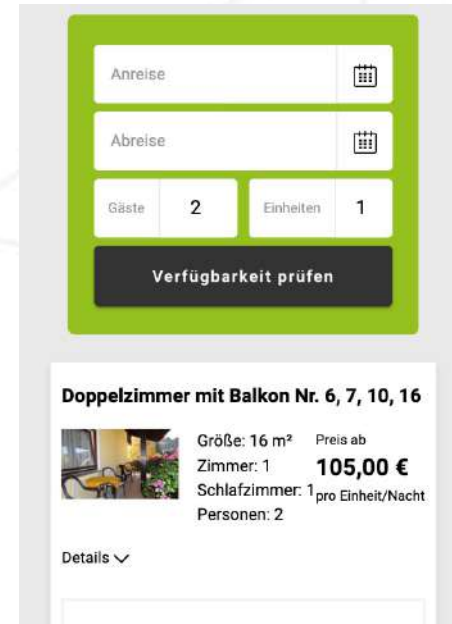 Anreise
Abreise
Gäste 2 Einheiten 1
Verfügbarkeit prüfen
Doppelzimmer mit Balkon Nr. 6, 7, 10, 16
Größe: 16 m² Preis ab
Zimmer: 1 105,00 €
Schlafzimmer: 1 pro Einheit/Nacht
Personen: 2
Details